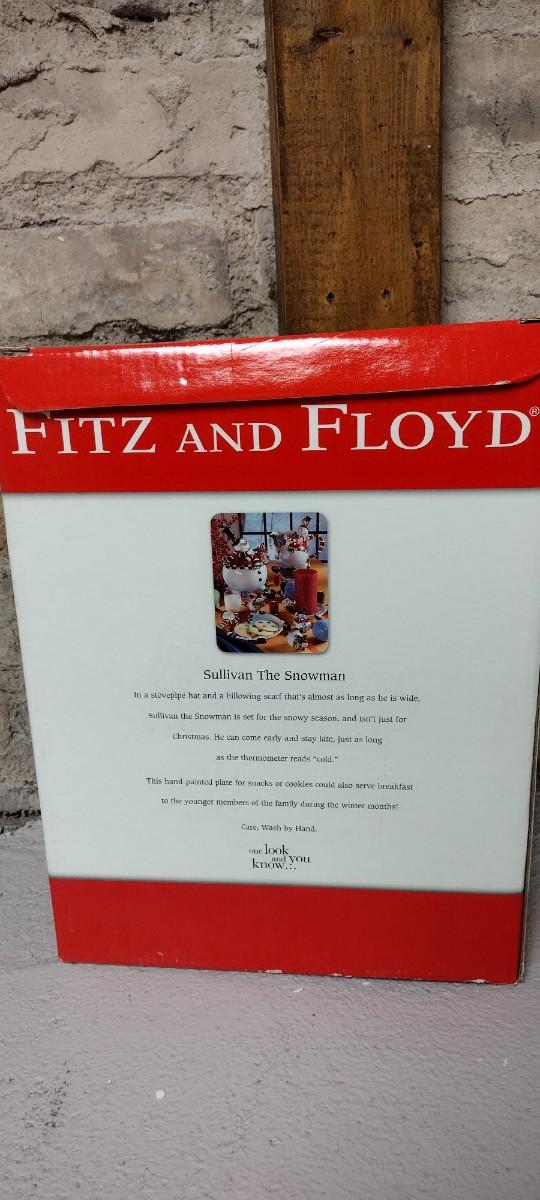 FITZ AND FLOYD®
Sullivan The Snowman
In a stovepipe hat and a billowing scarf that's almost as long as he is wide,
Sullivan the Snowman is set for the snowy season, and isn't just for
Christmas. He can come early and stay late, just as long
as the thermometer reads "cold."
This hand-painted plate for snacks or cookies could also serve breakfast
to the younger members of the family during the winter months!
Care: Wash by Hand.
one look
and you
know...